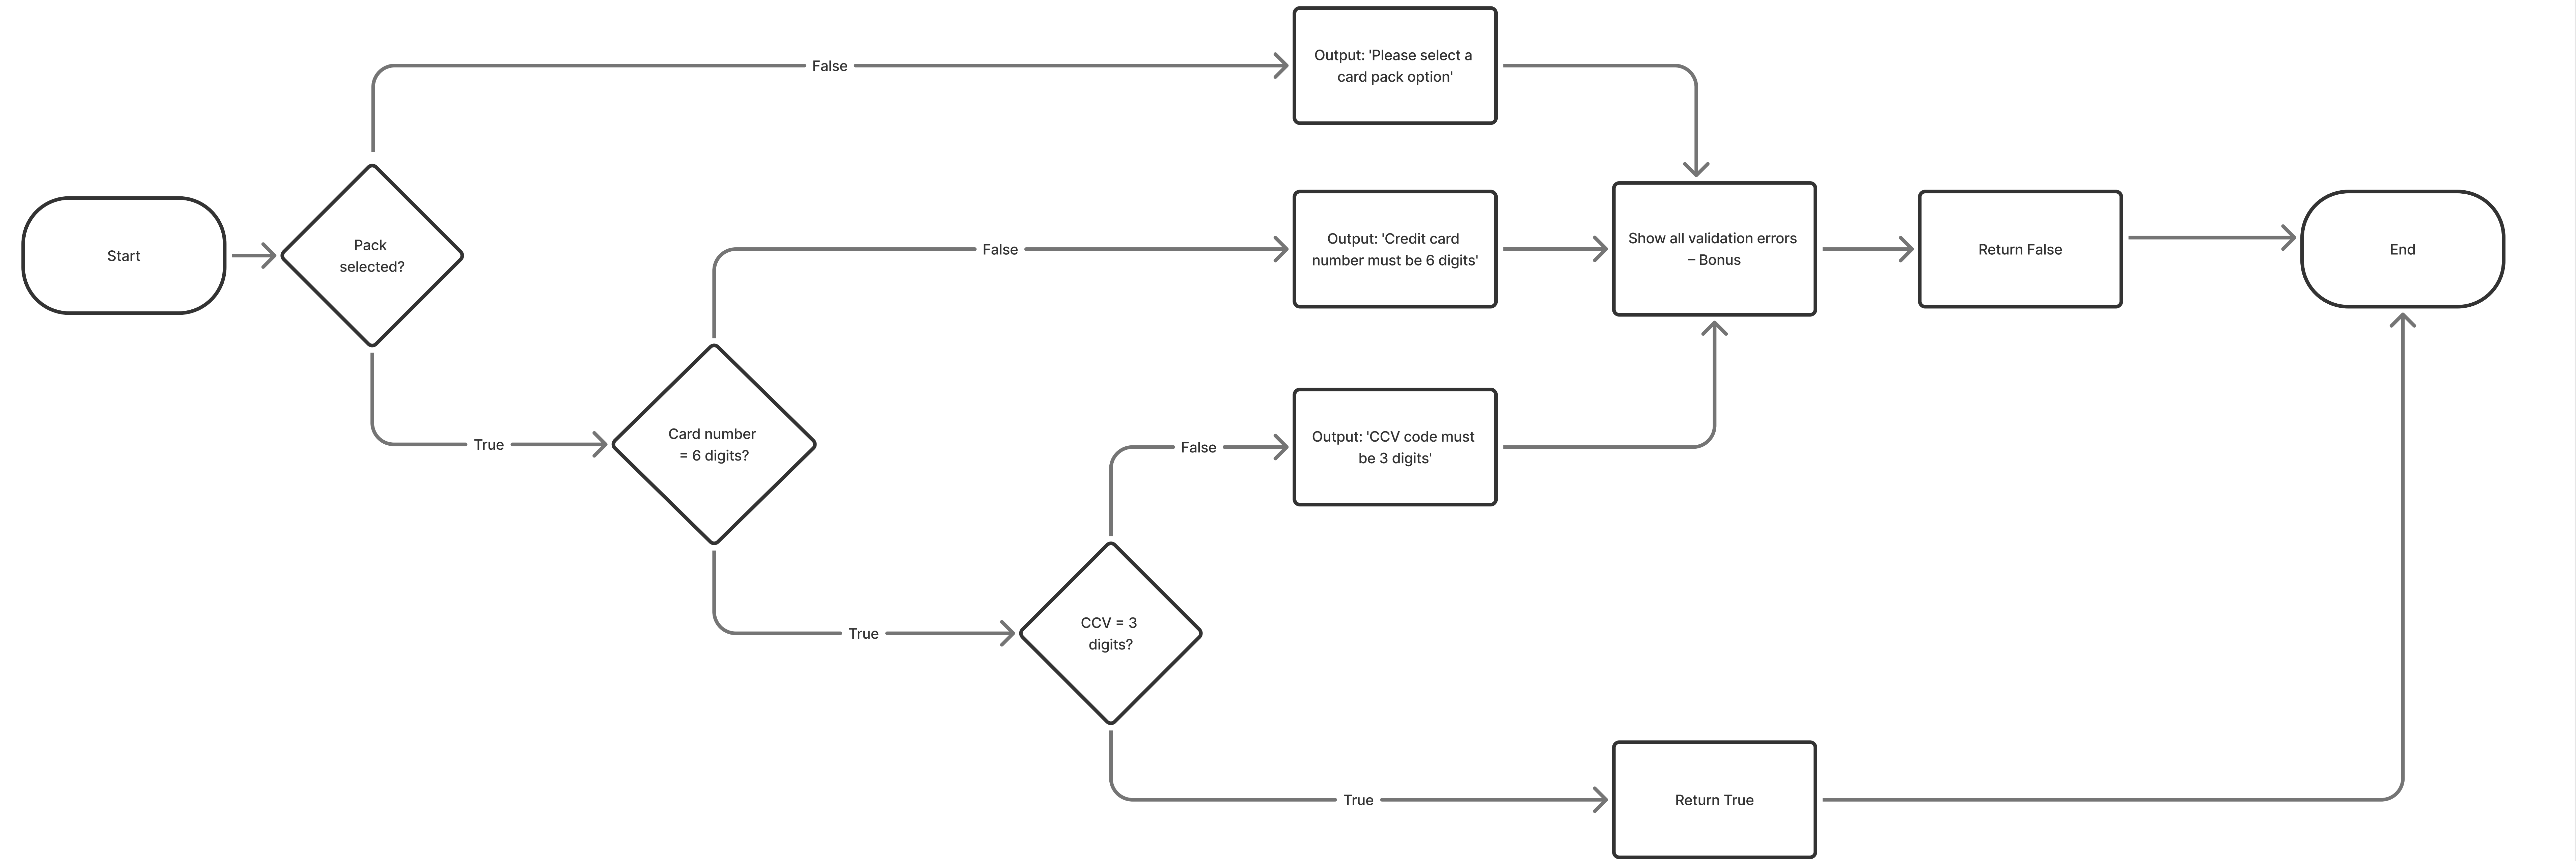 False
Output: 'Please select a
card pack option'
Start
Pack
selected?
False
Output: 'Credit card
number must be 6 digits'
Show all validation errors
– Bonus
Return False
End
True
Card number
= 6 digits?
False
Output: 'CCV code must
be 3 digits'
True
CCV = 3
digits?
True
Return True